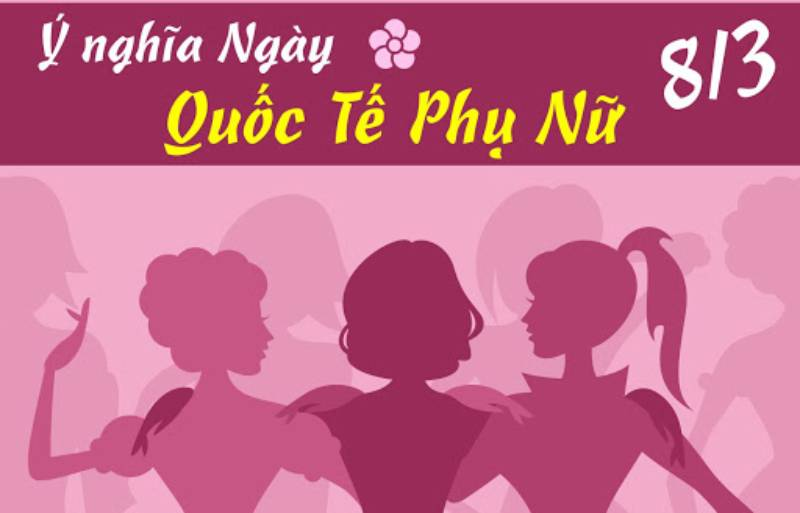 Ý nghĩa Ngày
8/3
Quốc Tế Phụ Nữ